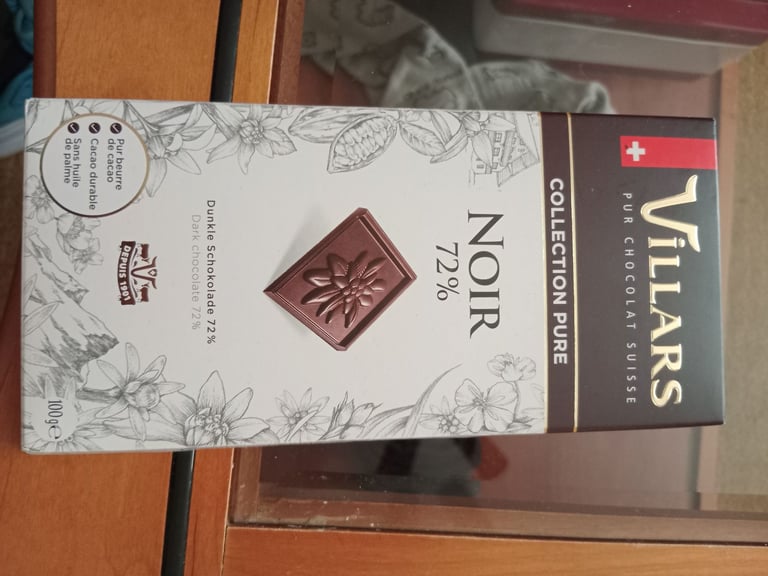 VILLARS
PUR CHOCOLAT SUISSE
COLLECTION PURE
NOIR
72%
Dunkle Schokolade 72%
Dark chocolate 72%
Pur beurre
de cacao
Cacao durable
Sans huile
de palme
DEPUIS 1901
100g℮